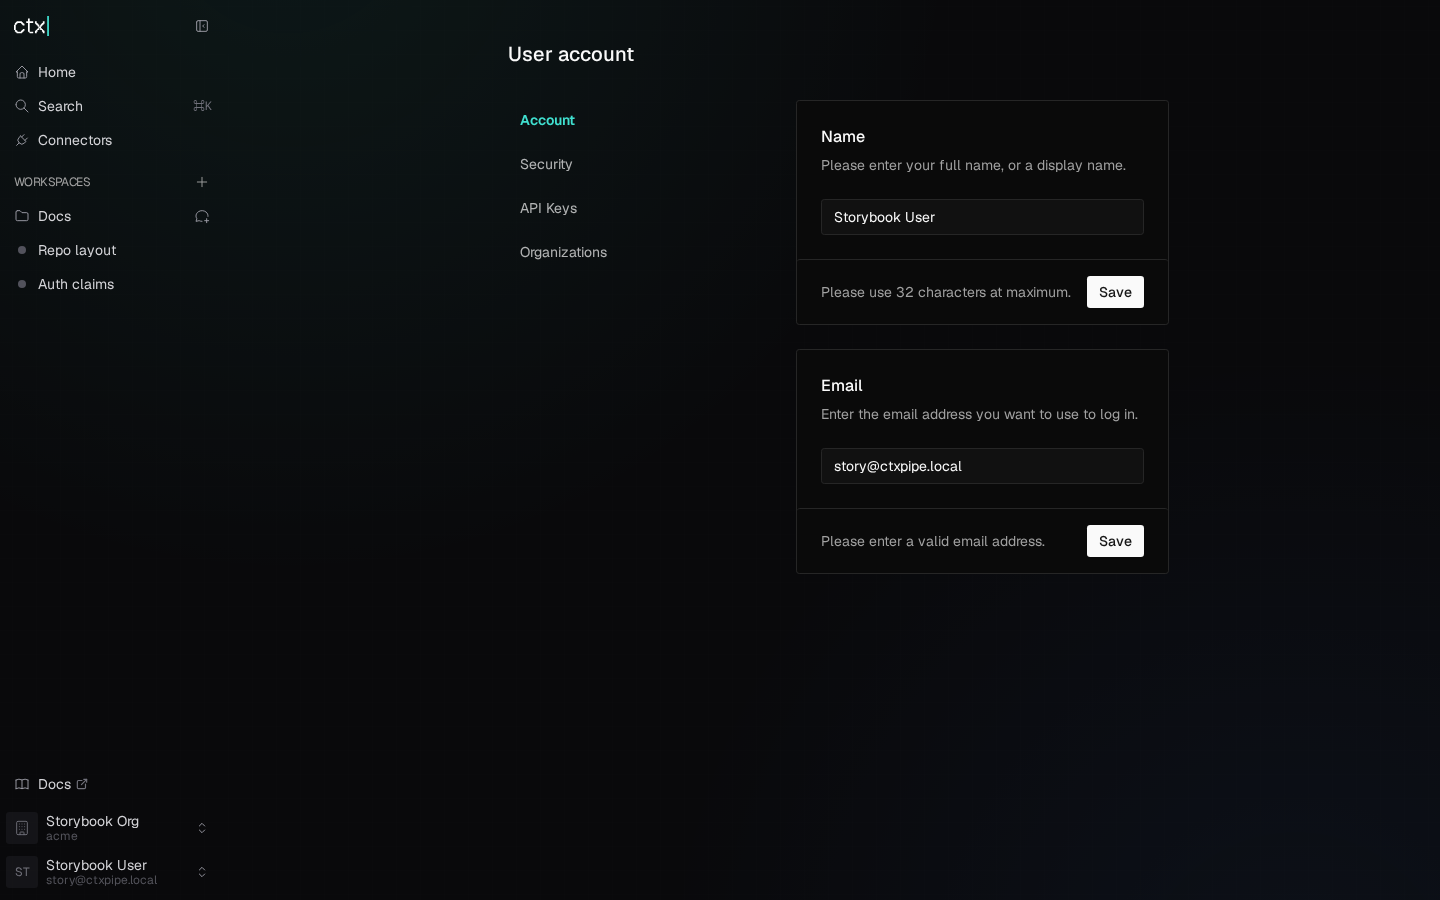 ctx
Home
Search ⌘K
Connectors
WORKSPACES
Docs
Repo layout
Auth claims
Docs
Storybook Org
acme
ST
Storybook User
story@ctxpipe.local
User account
Account
Security
API Keys
Organizations
Name
Please enter your full name, or a display name.
Storybook User
Please use 32 characters at maximum. Save
Email
Enter the email address you want to use to log in.
story@ctxpipe.local
Please enter a valid email address. Save